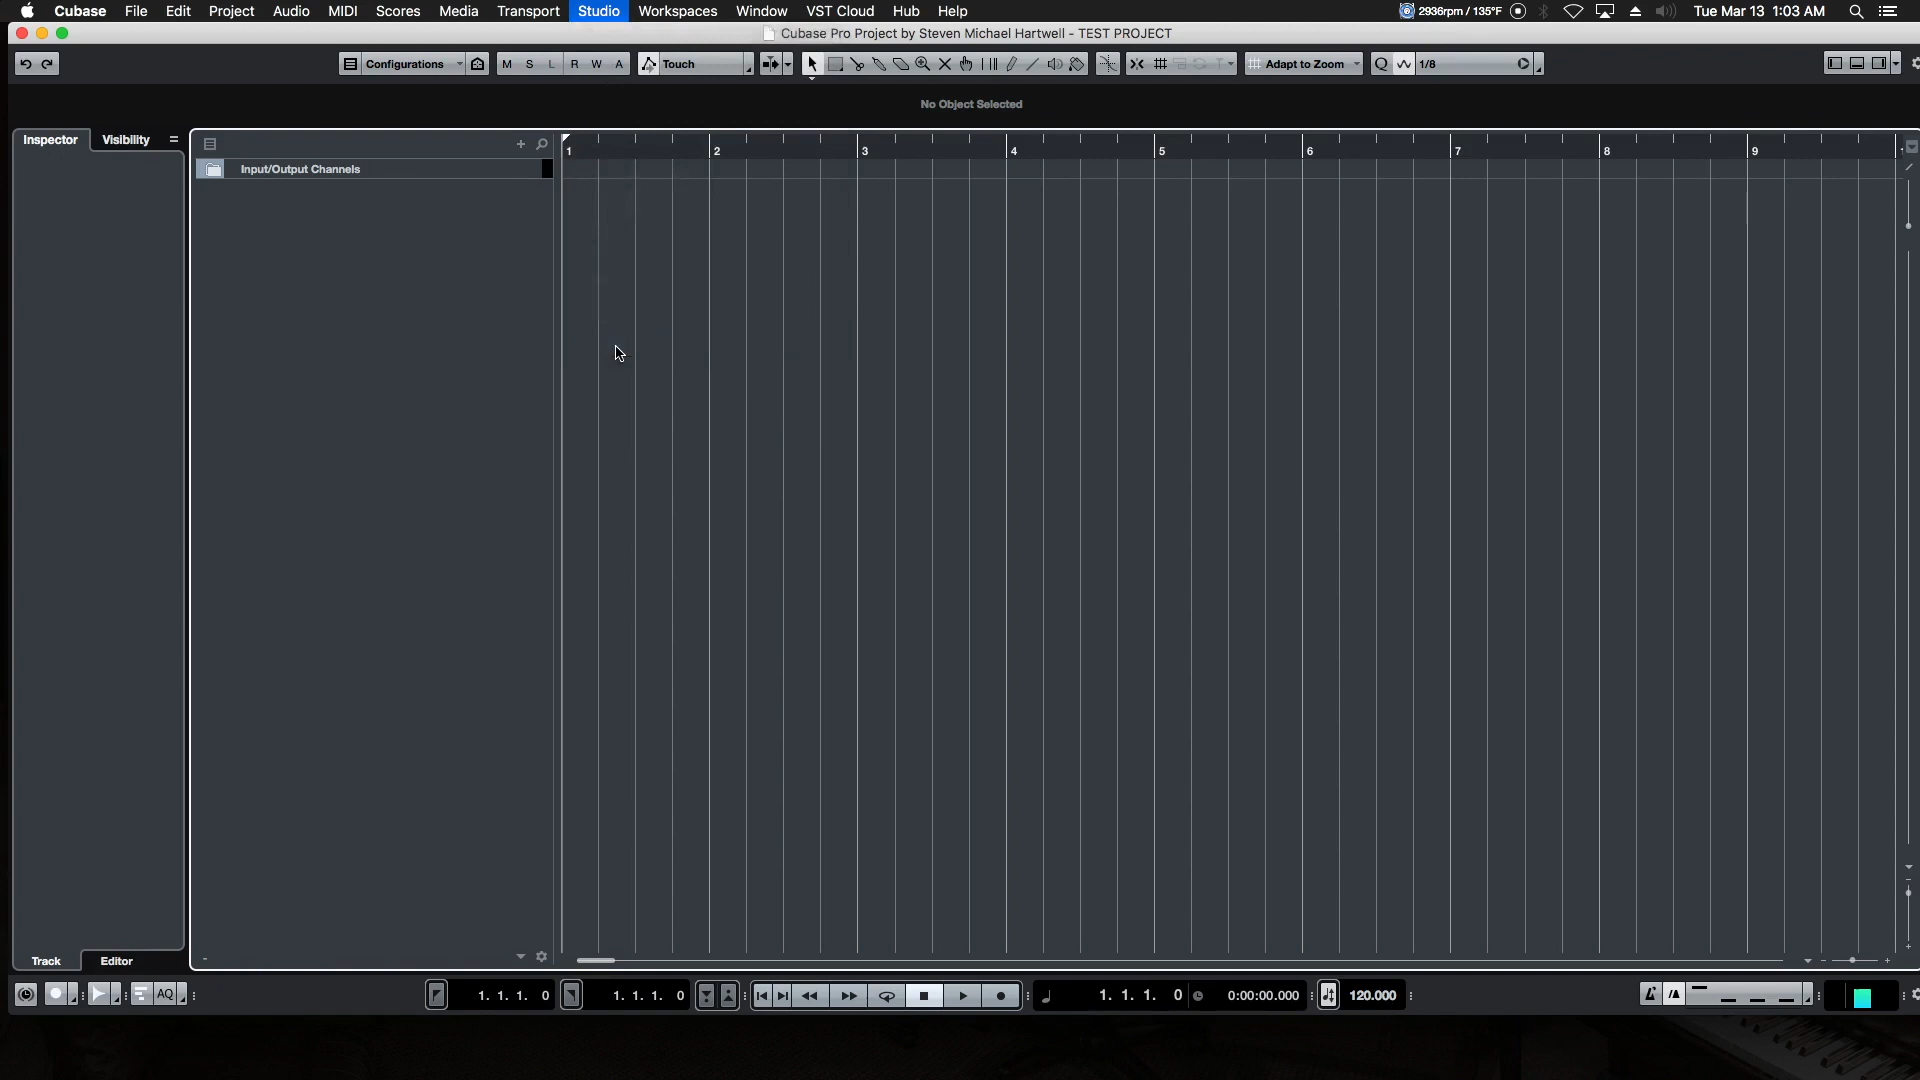 Cubase File Edit Project Audio MIDI Scores Media Transport Studio Workspaces Window VST Cloud Hub Help 2936rpm / 135°F Tue Mar 13 1:03 AM
Cubase Pro Project by Steven Michael Hartwell - TEST PROJECT
Configurations M S L R W A Touch Adapt to Zoom Q 1/8
No Object Selected
Inspector Visibility
1 2 3 4 5 6 7 8 9
Input/Output Channels
Track Editor
AQ 1. 1. 1. 0 1. 1. 1. 0 1. 1. 1. 0 0:00:00.000 120.000